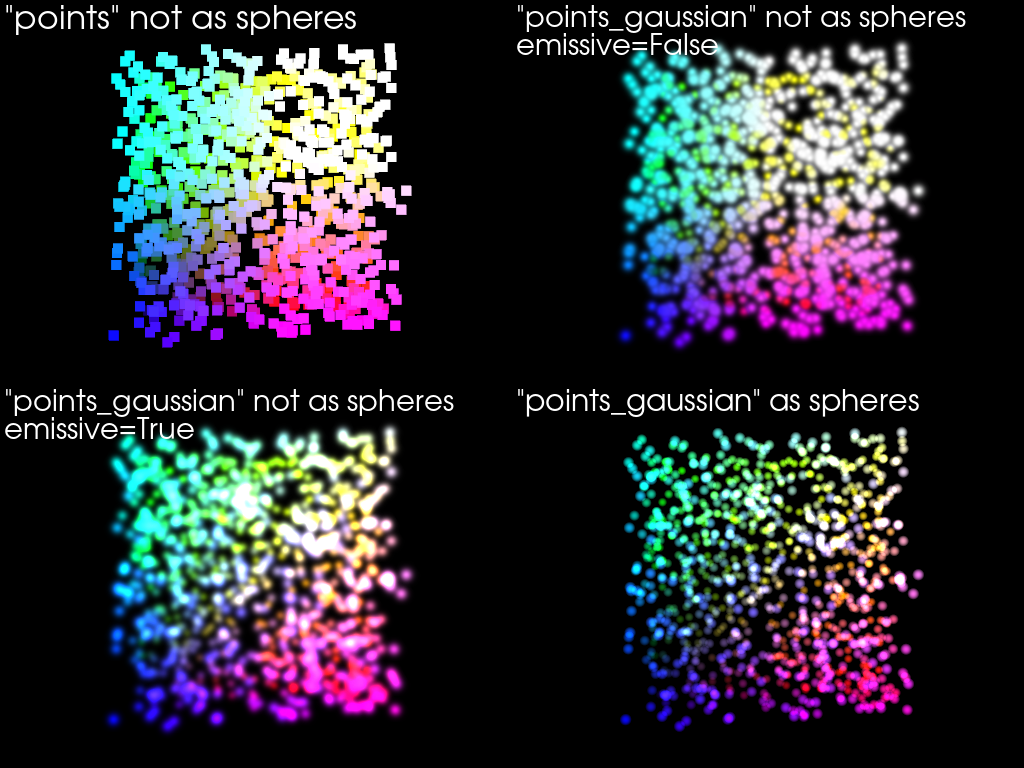 "points" not as spheres
"points_gaussian" not as spheres
emissive=False
"points_gaussian" not as spheres
emissive=True
"points_gaussian" as spheres